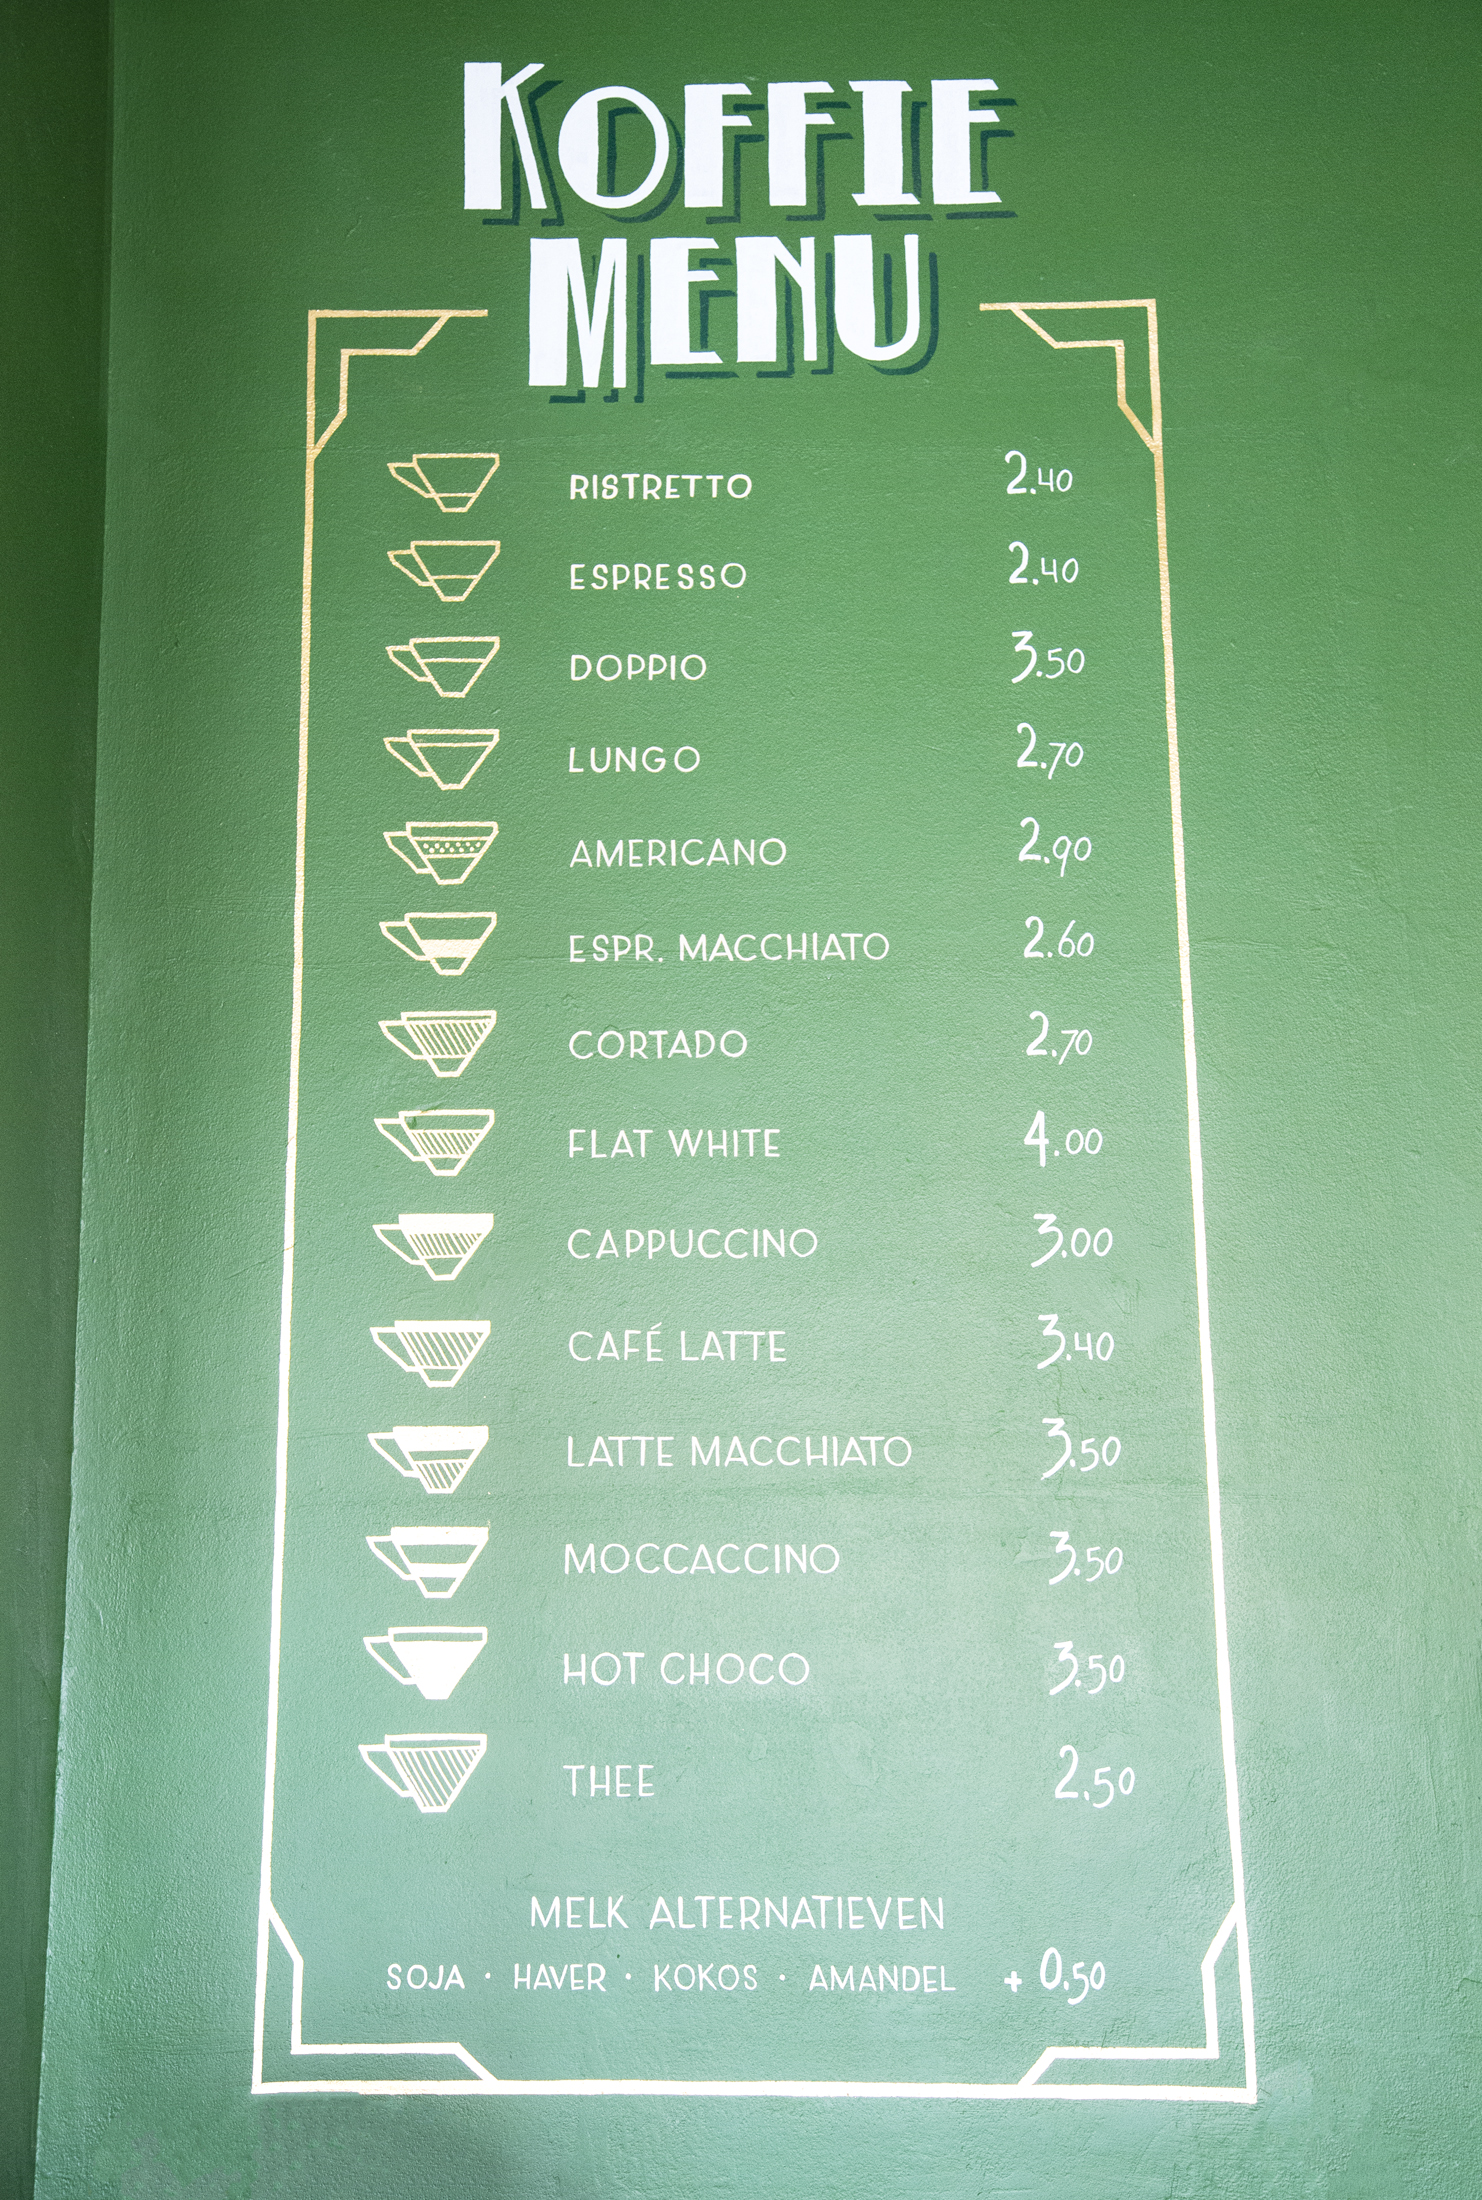 KOFFIE
MENU
RISTRETTO 2.40
ESPRESSO 2.40
DOPPIO 3.50
LUNGO 2.70
AMERICANO 2.90
ESPR. MACCHIATO 2.60
CORTADO 2.70
FLAT WHITE 4.00
CAPPUCCINO 3.00
CAFÉ LATTE 3.40
LATTE MACCHIATO 3.50
MOCCACCINO 3.50
HOT CHOCO 3.50
THEE 2.50
MELK ALTERNATIEVEN
SOJA · HAVER · KOKOS · AMANDEL + 0.50